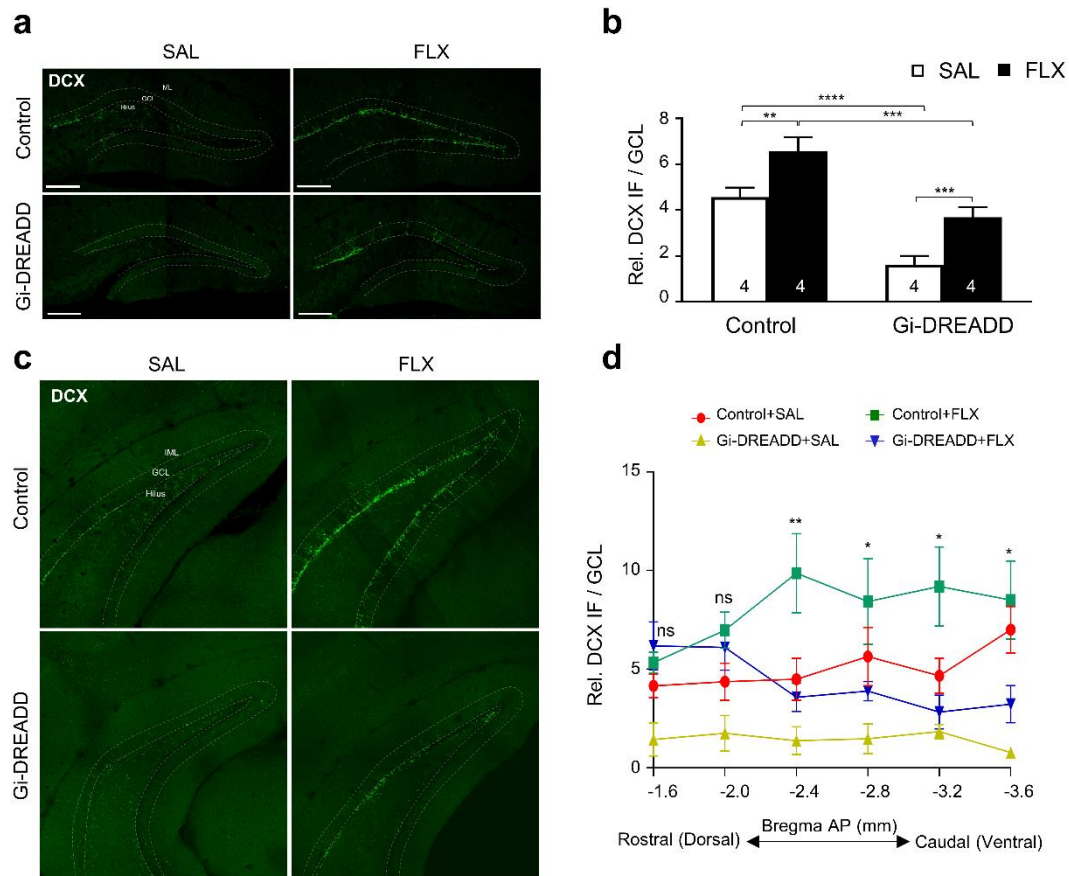 a
SAL FLX
DCX
ML
GCL
Hilus
Control
Gi-DREADD
b
SAL FLX
****
** ***
***
8
6
4
2
0
Rel. DCX IF / GCL
4 4 4 4
Control Gi-DREADD
c
SAL FLX
DCX
IML
GCL
Hilus
Control
Gi-DREADD
d
Control+SAL Control+FLX
Gi-DREADD+SAL Gi-DREADD+FLX
15
10
5
0
Rel. DCX IF / GCL
ns ns ** * * *
-1.6 -2.0 -2.4 -2.8 -3.2 -3.6
Bregma AP (mm)
Rostral (Dorsal) Caudal (Ventral)